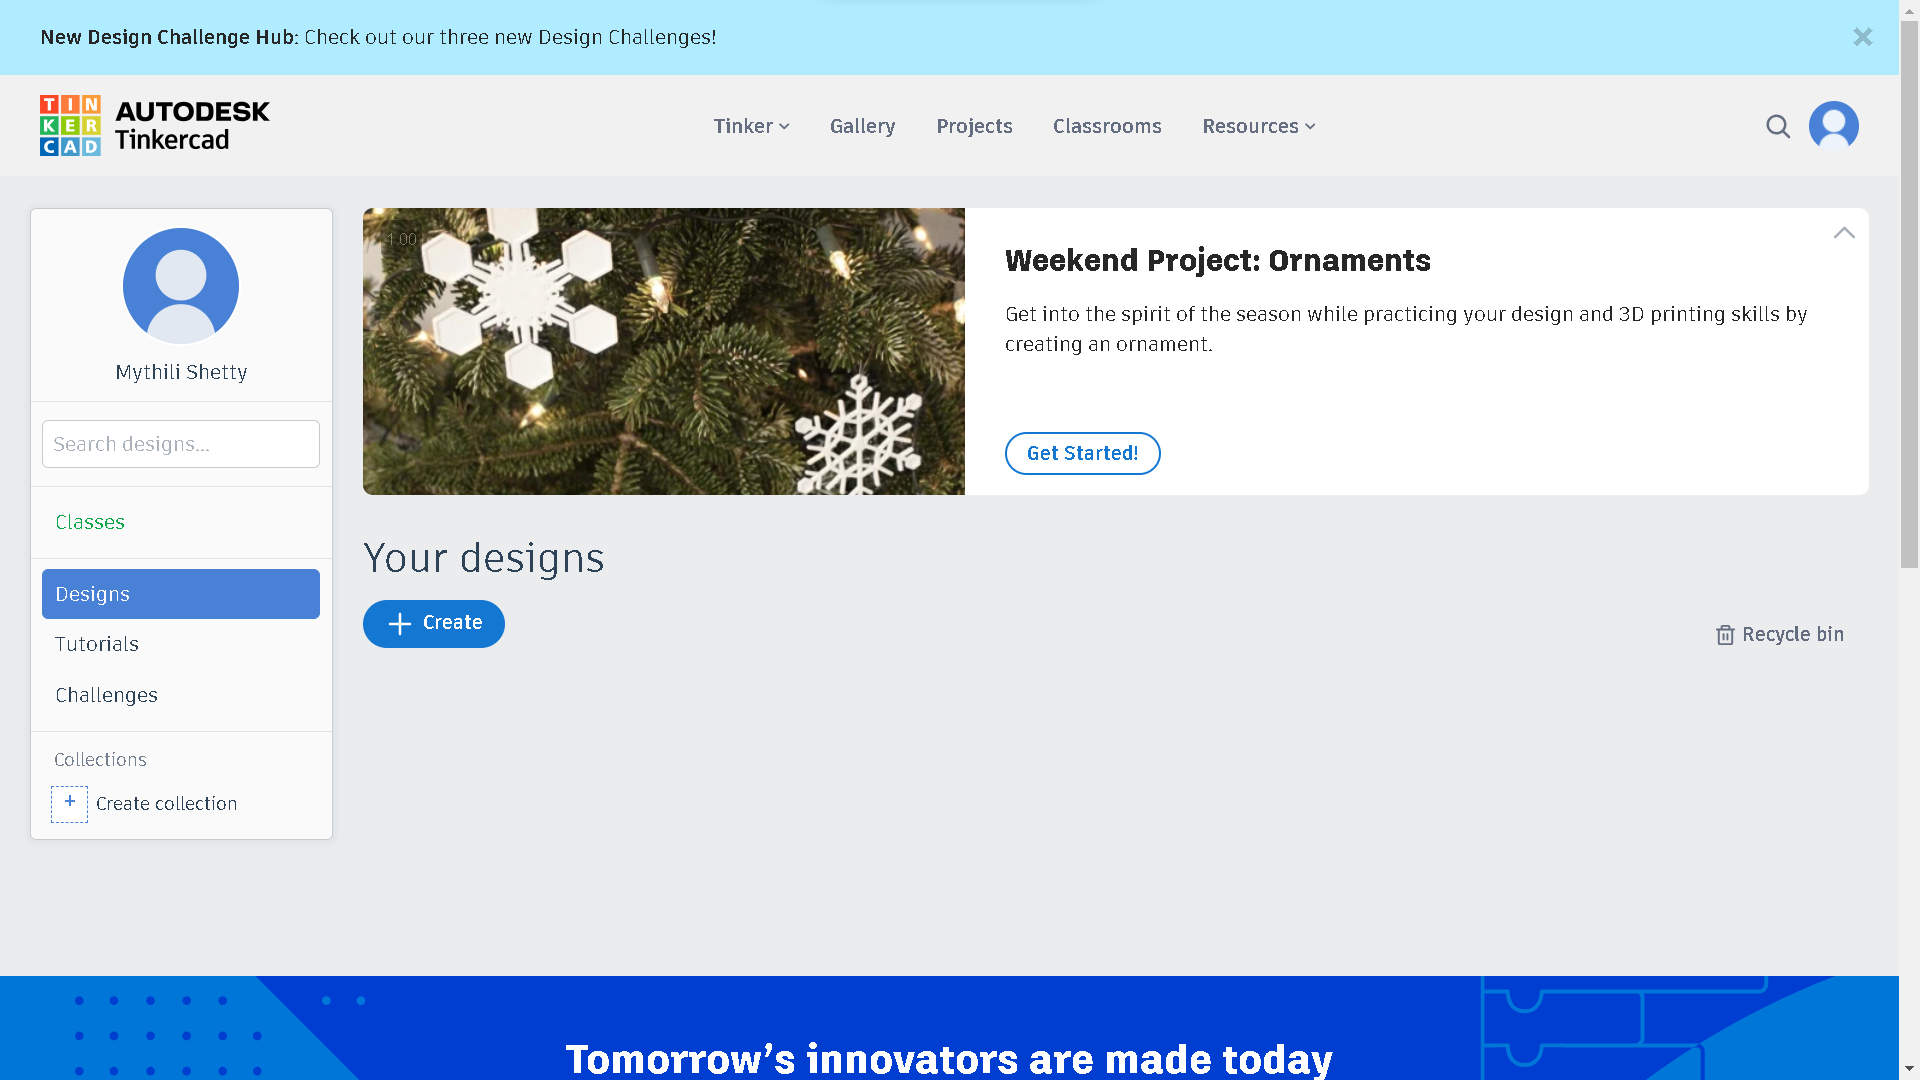 New Design Challenge Hub: Check out our three new Design Challenges!
TIN
KER
CAD
AUTODESK
Tinkercad
Tinker
Gallery
Projects
Classrooms
Resources
Mythili Shetty
Search designs...
Classes
Designs
Tutorials
Challenges
Collections
+ Create collection
1.00
Weekend Project: Ornaments
Get into the spirit of the season while practicing your design and 3D printing skills by
creating an ornament.
Get Started!
Your designs
+ Create
Recycle bin
Tomorrow's innovators are made today